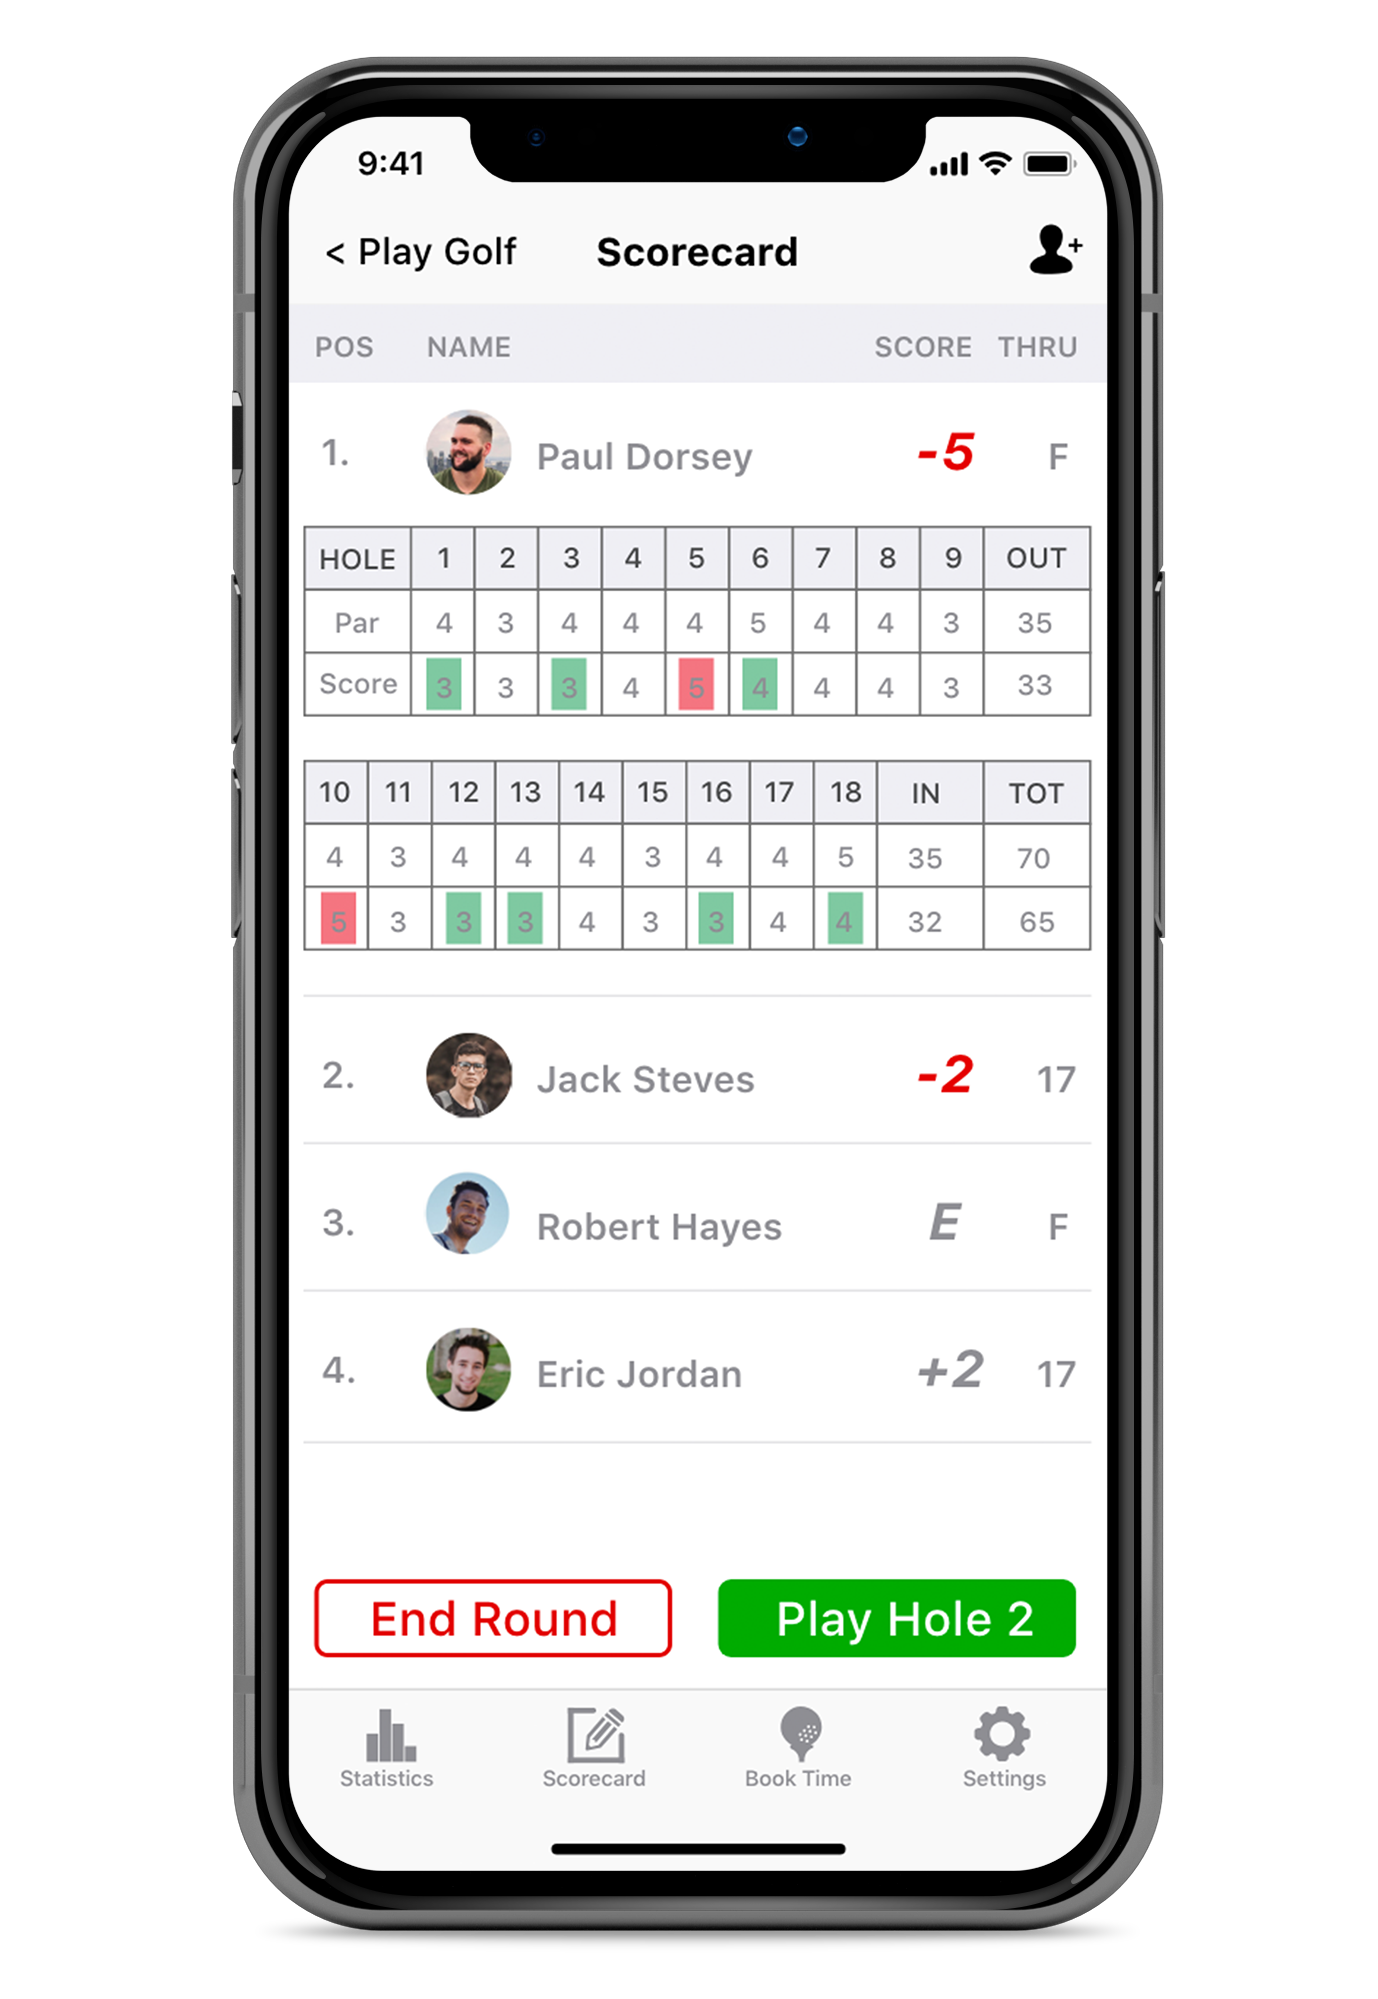 9:41
< Play Golf Scorecard +
POS NAME SCORE THRU
1. Paul Dorsey -5 F
HOLE 1 2 3 4 5 6 7 8 9 OUT
Par 4 3 4 4 4 5 4 4 3 35
Score 3 3 3 4 5 4 4 4 3 33
10 11 12 13 14 15 16 17 18 IN TOT
4 3 4 4 4 3 4 4 5 35 70
5 3 3 3 4 3 3 4 4 32 65
2. Jack Steves -2 17
3. Robert Hayes E F
4. Eric Jordan +2 17
End Round Play Hole 2
Statistics Scorecard Book Time Settings